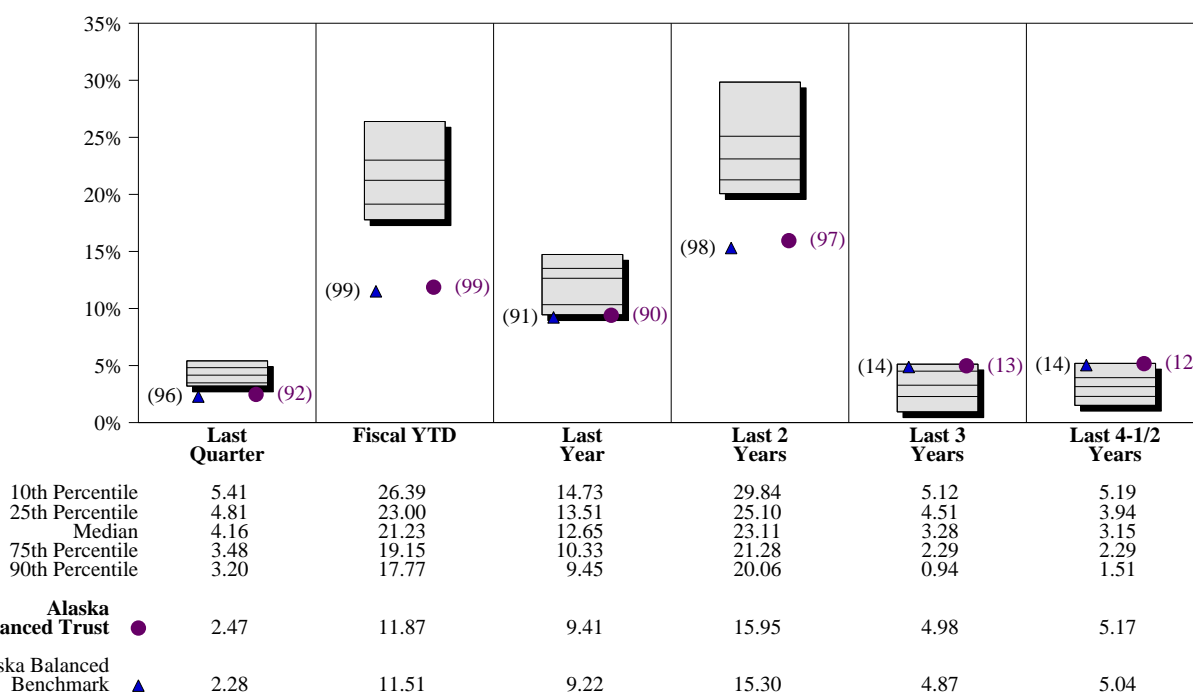 35%
30%
25%
20%
15%
10%
5%
0%
(96) (92)
(99) (99)
(91) (90)
(98) (97)
(14) (13)
(14) (12
Last Quarter Fiscal YTD Last Year Last 2 Years Last 3 Years Last 4-1/2 Years
10th Percentile 5.41 26.39 14.73 29.84 5.12 5.19
25th Percentile 4.81 23.00 13.51 25.10 4.51 3.94
Median 4.16 21.23 12.65 23.11 3.28 3.15
75th Percentile 3.48 19.15 10.33 21.28 2.29 2.29
90th Percentile 3.20 17.77 9.45 20.06 0.94 1.51
Alaska
anced Trust 2.47 11.87 9.41 15.95 4.98 5.17
ska Balanced
Benchmark 2.28 11.51 9.22 15.30 4.87 5.04